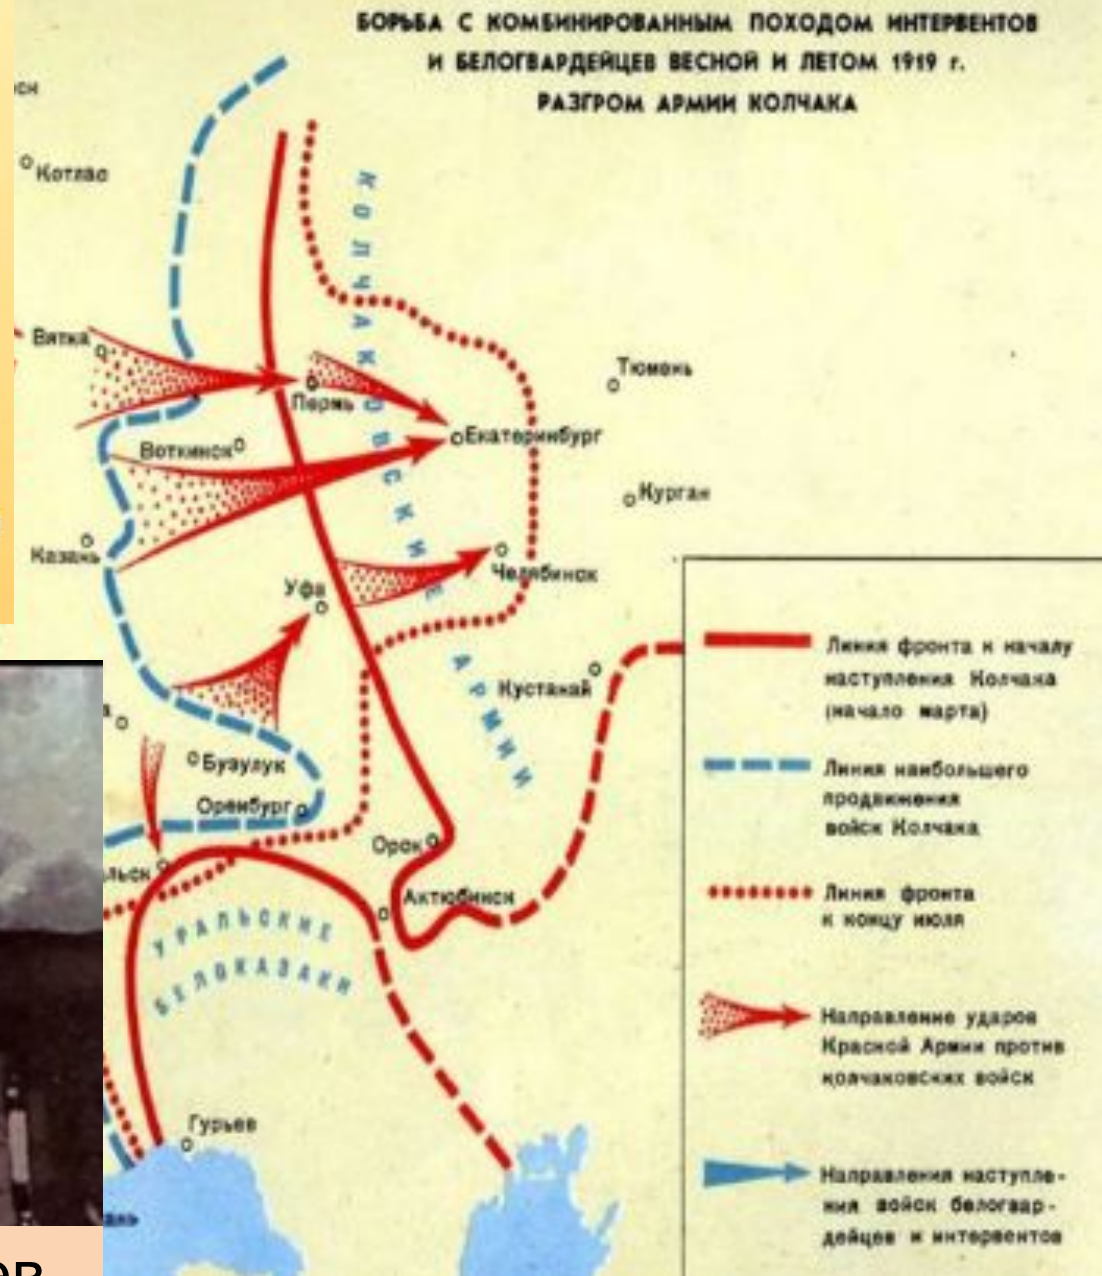 БОРЬБА С КОМБИНИРОВАННЫМ ПОХОДОМ ИНТЕРВЕНТОВ
И БЕЛОГВАРДЕЙЦЕВ ВЕСНОЙ И ЛЕТОМ 1919 г.
РАЗГРОМ АРМИИ КОЛЧАКА
Котлас
КОЛЧАКОВСКИЕ АРМИИ
Вятка
Тюмень
Пермь
Екатеринбург
Воткинск
Курган
Казань
Челябинск
Уфа
Кустанай
Бузулук
Оренбург
Орск
льск
Актюбинск
УРАЛЬСКИЕ
БЕЛОКАЗАКИ
Гурьев
Линия фронта к началу
наступления Колчака
(начало марта)
Линия наибольшего
продвижения
войск Колчака
Линия фронта
к концу июля
Направление ударов
Красной Армии против
колчаковских войск
Направления наступле-
ния войск белогвар-
дейцев и интервентов
ов